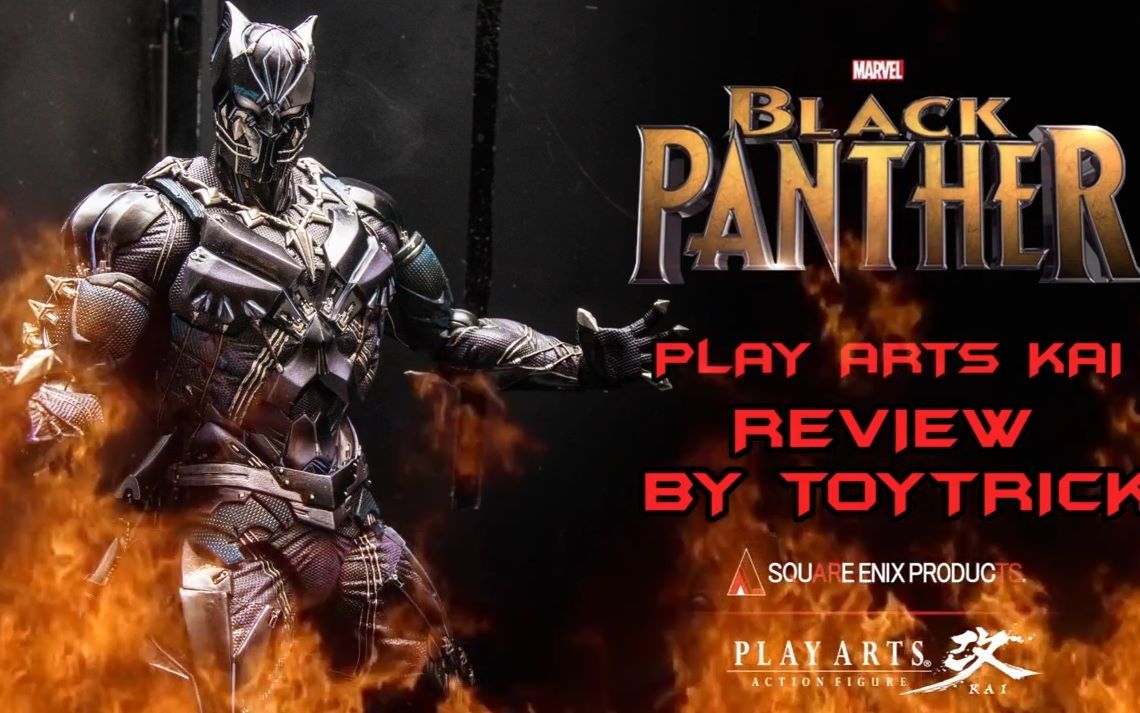 MARVEL
BLACK
PANTHER
PLAY ARTS KAI
REVIEW
BY TOYTRICK
SQUARE ENIX PRODUCTS.
PLAY ARTS® 改
ACTION FIGURE KAI